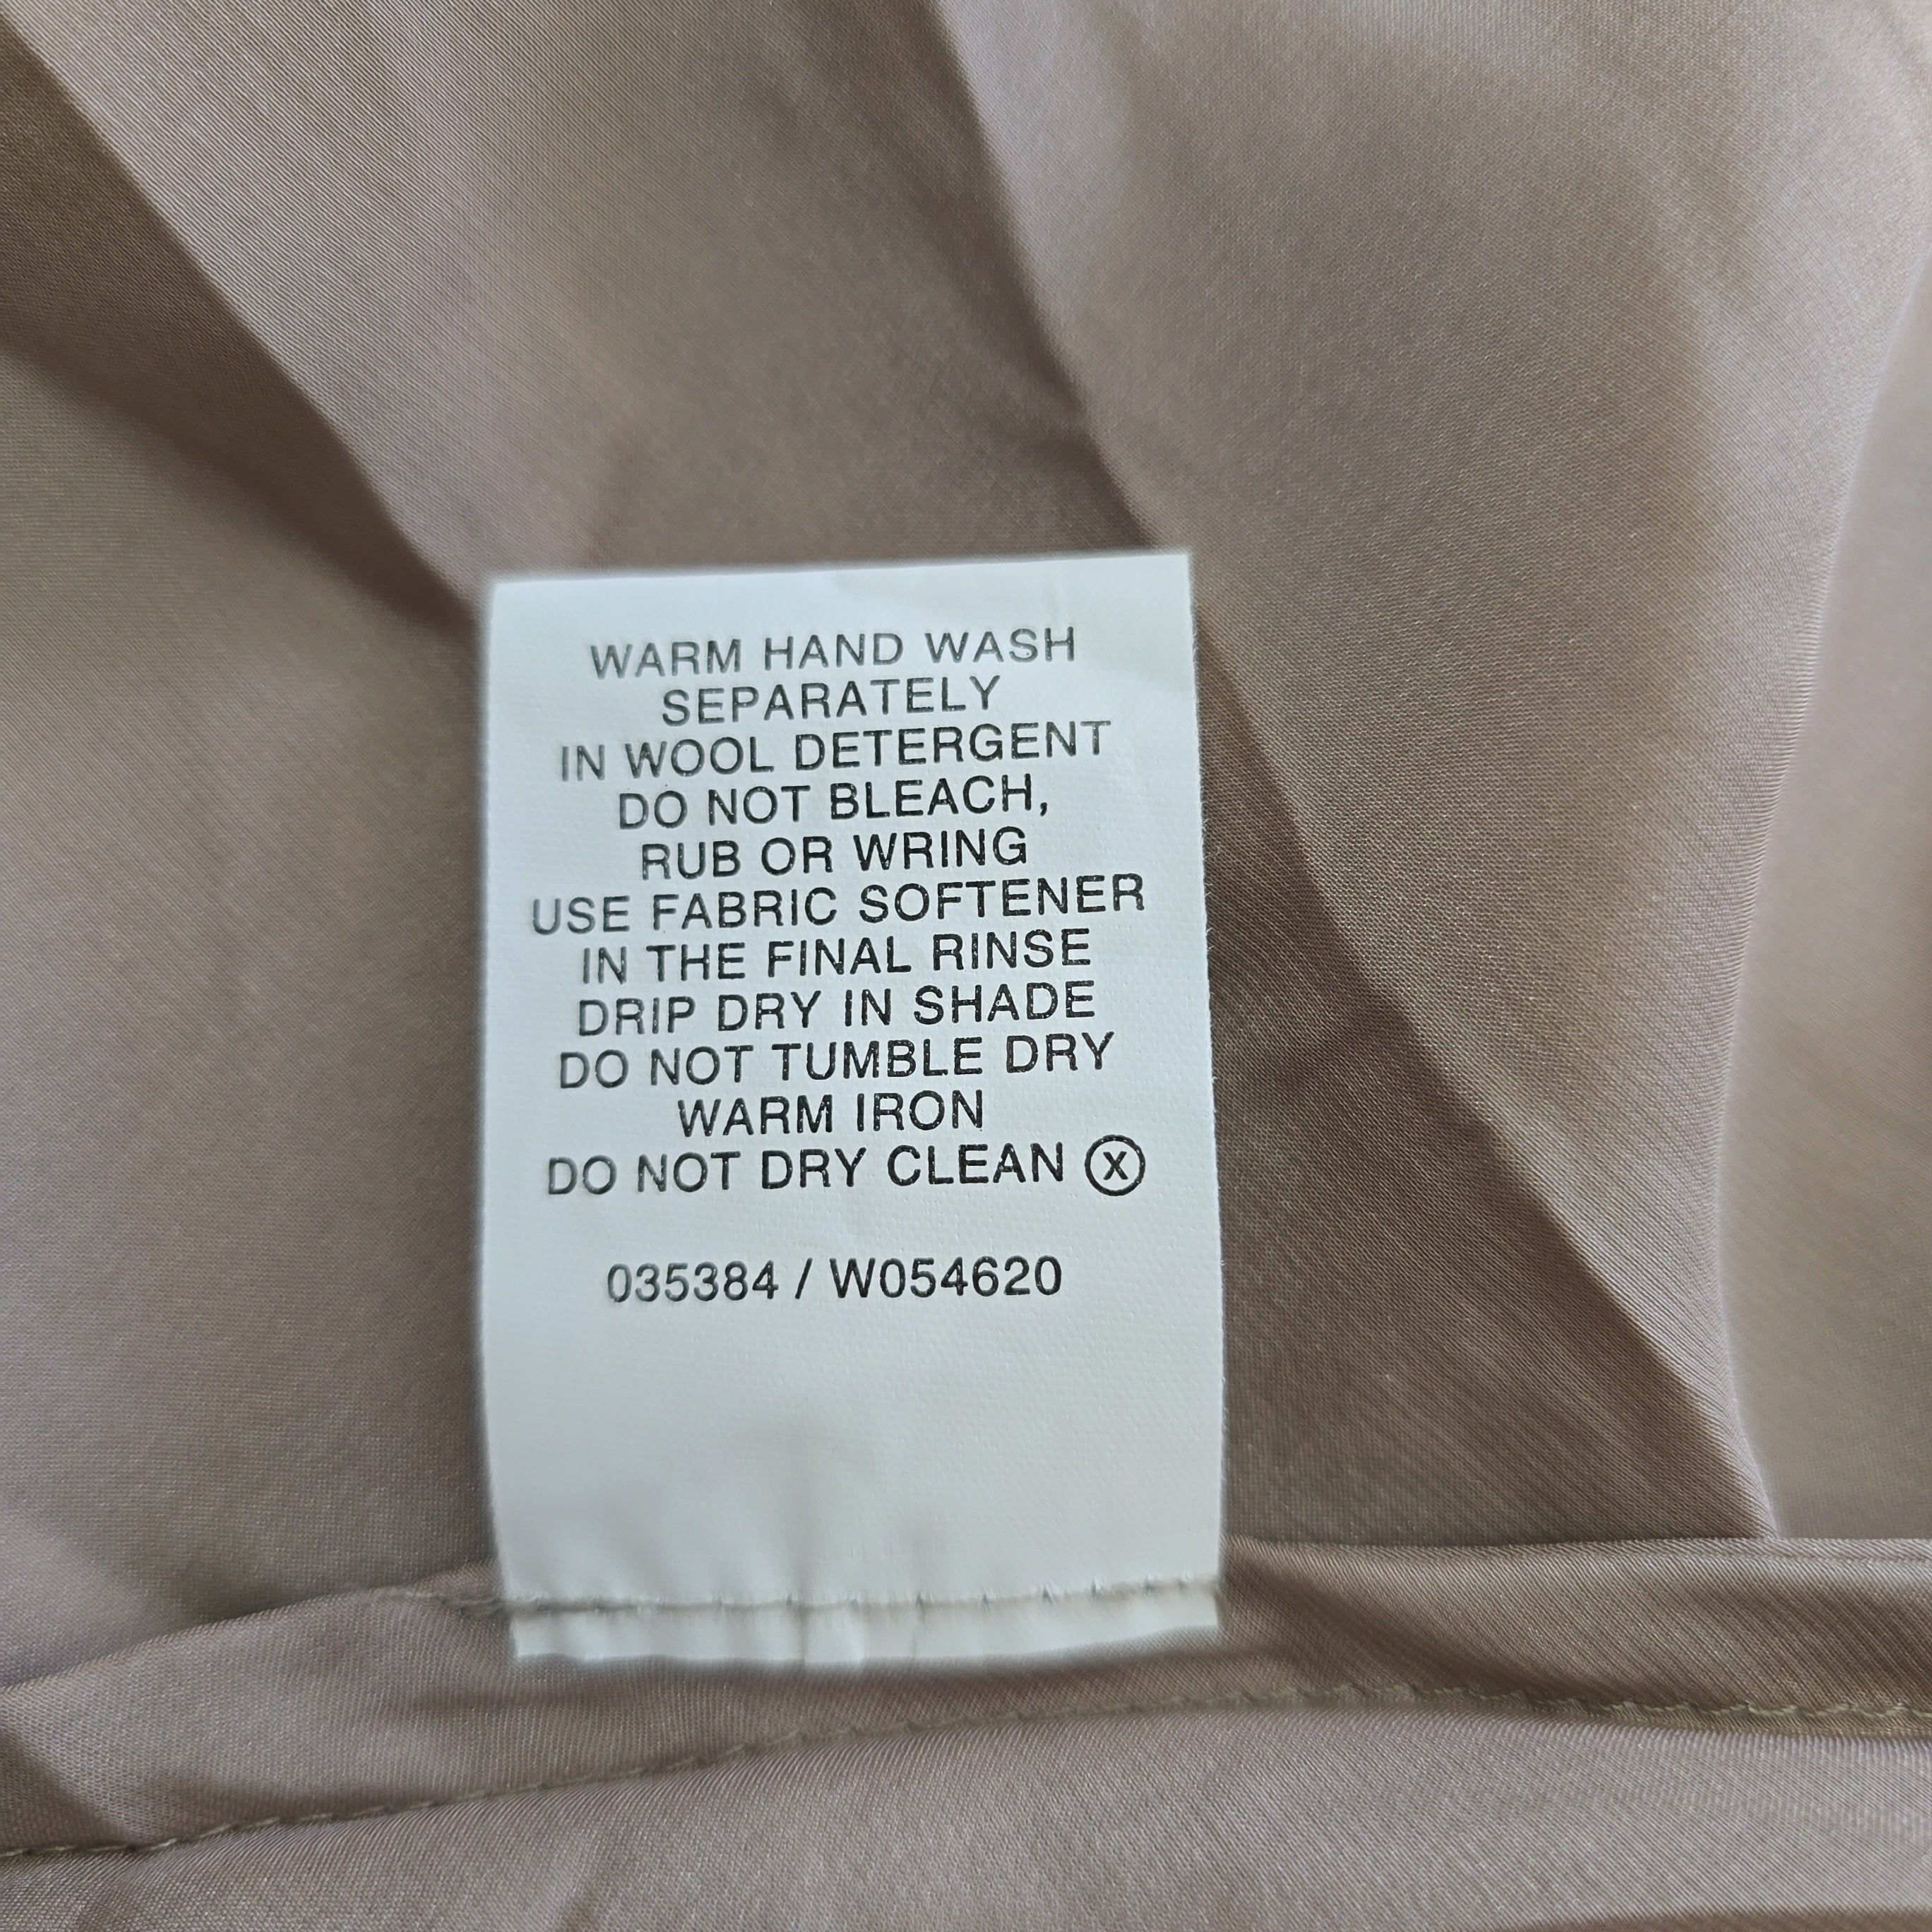 WARM HAND WASH
SEPARATELY
IN WOOL DETERGENT
DO NOT BLEACH,
RUB OR WRING
USE FABRIC SOFTENER
IN THE FINAL RINSE
DRIP DRY IN SHADE
DO NOT TUMBLE DRY
WARM IRON
DO NOT DRY CLEAN Ⓧ
035384 / W054620